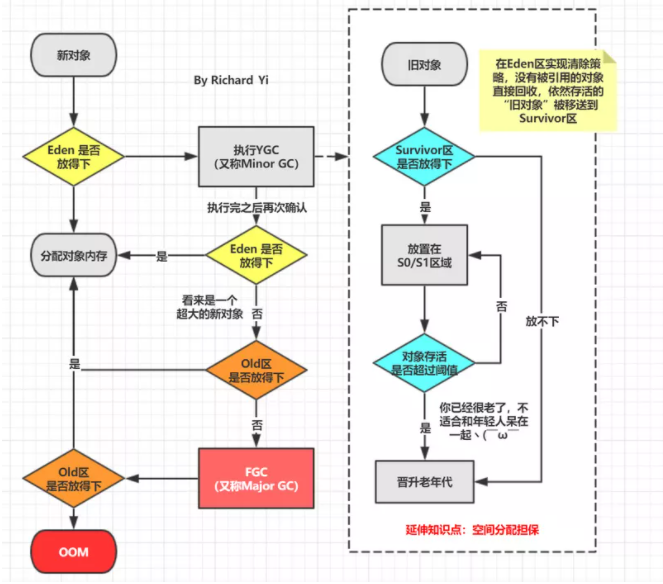 新对象
By Richard Yi
旧对象
在Eden区实现清除策
略，没有被引用的对象
直接回收，依然存活的
“旧对象”被移送到
Survivor区
Eden 是否
放得下
执行YGC
(又称Minor GC)
Survivor区
是否放得下
执行完之后再次确认
是
分配对象内存
是
Eden 是否
放得下
放置在
S0/S1区域
看来是一个
超大的新对象
否
否
放不下
是
Old区
是否放得下
对象存活
是否超过阈值
否
是
你已经很老了，不
适合和年轻人呆在
一起丶(￣ω￣
Old区
是否放得下
FGC
(又称Major GC)
晋升老年代
OOM
延伸知识点：空间分配担保